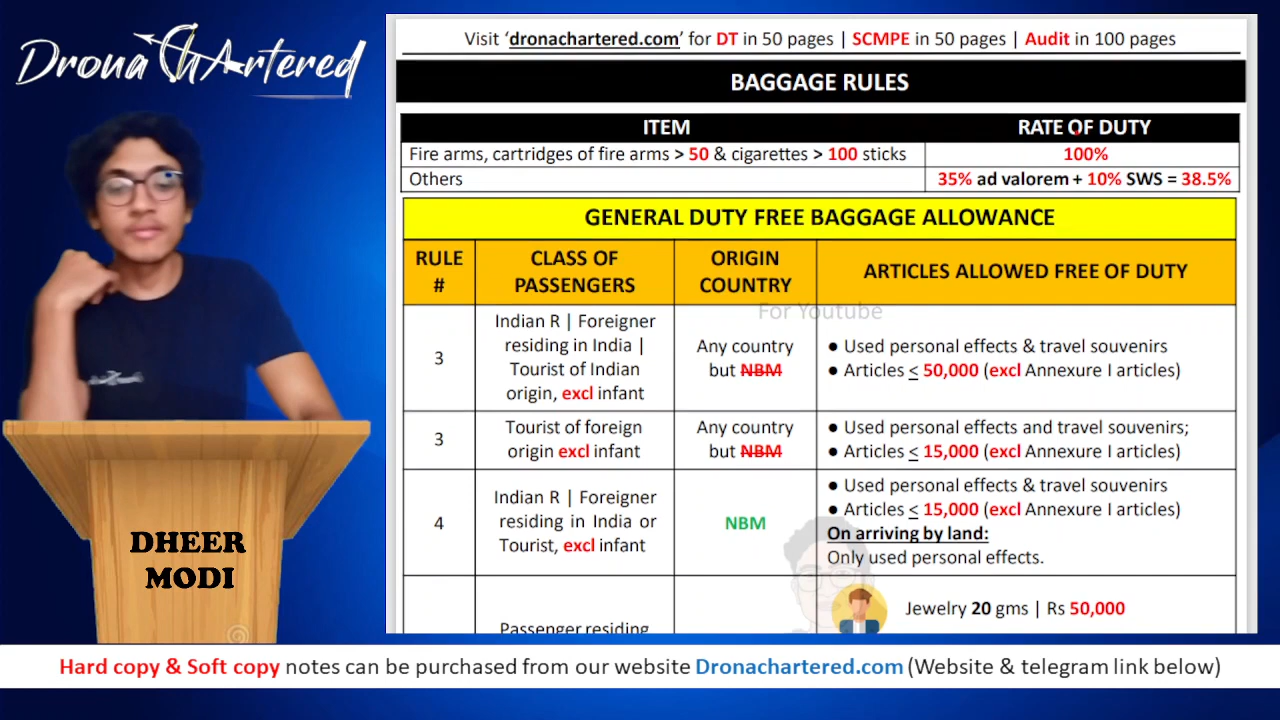 Drona Chartered
Visit ‘dronachartered.com’ for DT in 50 pages | SCMPE in 50 pages | Audit in 100 pages
BAGGAGE RULES
ITEM RATE OF DUTY
Fire arms, cartridges of fire arms > 50 & cigarettes > 100 sticks 100%
Others 35% ad valorem + 10% SWS = 38.5%
GENERAL DUTY FREE BAGGAGE ALLOWANCE
RULE # CLASS OF PASSENGERS ORIGIN COUNTRY ARTICLES ALLOWED FREE OF DUTY
For Youtube
3
Indian R | Foreigner
residing in India |
Tourist of Indian
origin, excl infant
Any country
but NBM
● Used personal effects & travel souvenirs
● Articles < 50,000 (excl Annexure I articles)
3
Tourist of foreign
origin excl infant
Any country
but NBM
● Used personal effects and travel souvenirs;
● Articles < 15,000 (excl Annexure I articles)
4
Indian R | Foreigner
residing in India or
Tourist, excl infant
NBM
● Used personal effects & travel souvenirs
● Articles < 15,000 (excl Annexure I articles)
On arriving by land:
Only used personal effects.
Passenger residing
Jewelry 20 gms | Rs 50,000
DHEER
MODI
Hard copy & Soft copy notes can be purchased from our website Dronachartered.com (Website & telegram link below)